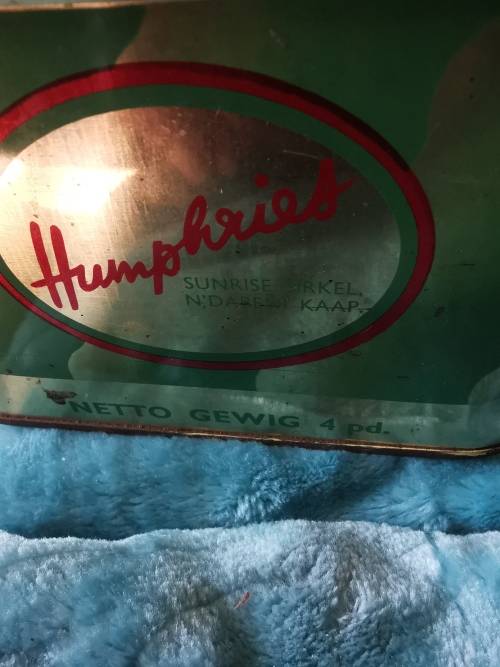 Humphries
SUNRISE
KAAP.
NETTO GEWIG 4 pd.